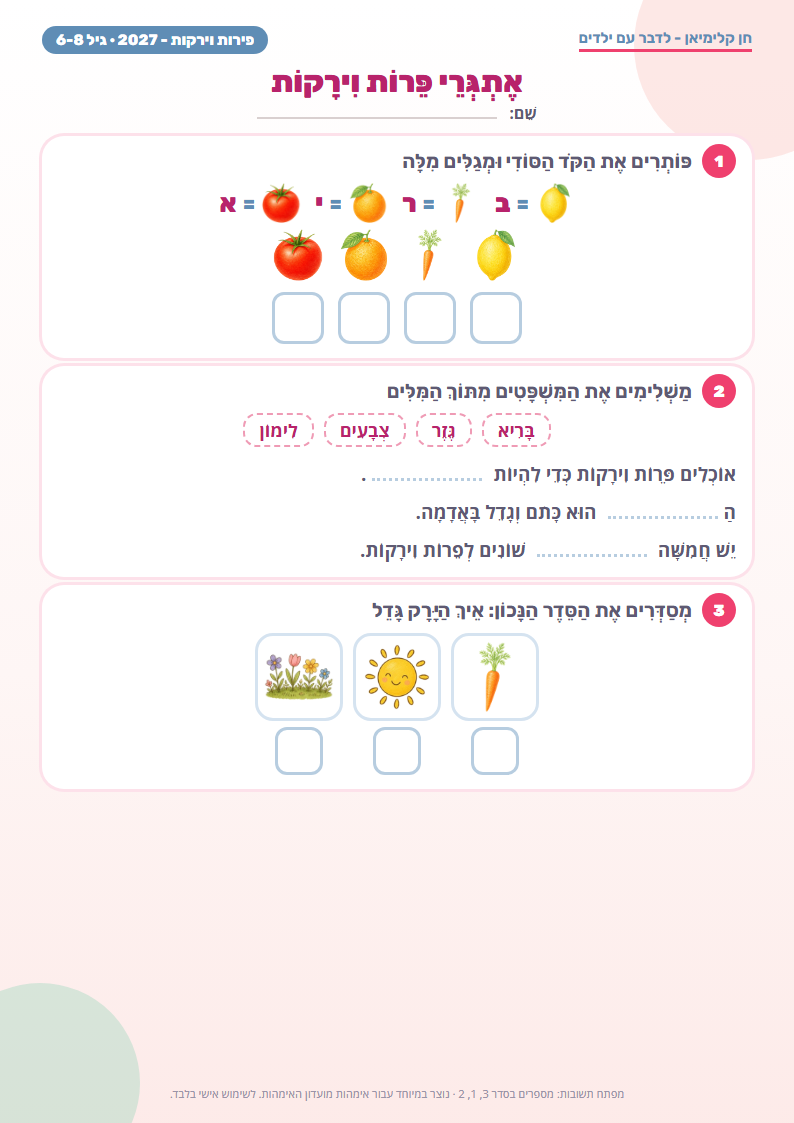 חן קלימיאן - לדבר עם ילדים
פירות וירקות - 2027 • גיל 6-8
אֶתְגְּרֵי פֵּרוֹת וִירָקוֹת
שֵׁם:
1 פּוֹתְרִים אֶת הַקֹּד הַסּוֹדִי וּמְגַלִּים מִלָּה
= ב = ר = י = א
2 מַשְׁלִימִים אֶת הַמִּשְׁפָּטִים מִתּוֹךְ הַמִּלִּים
בָּרִיא גֶּזֶר צְבָעִים לִימוֹן
אוֹכְלִים פֵּרוֹת וִירָקוֹת כְּדֵי לִהְיוֹת .
הַ הוּא כָּתֹם וְגָדֵל בָּאֲדָמָה.
יֵשׁ חֲמִשָּׁה שׁוֹנִים לְפֵרוֹת וִירָקוֹת.
3 מְסַדְּרִים אֶת הַסֵּדֶר הַנָּכוֹן: אֵיךְ הַיָּרָק גָּדֵל
מפתח תשובות: מספרים בסדר 3, 1, 2 · נוצר במיוחד עבור אימהות מועדון האימהות. לשימוש אישי בלבד.